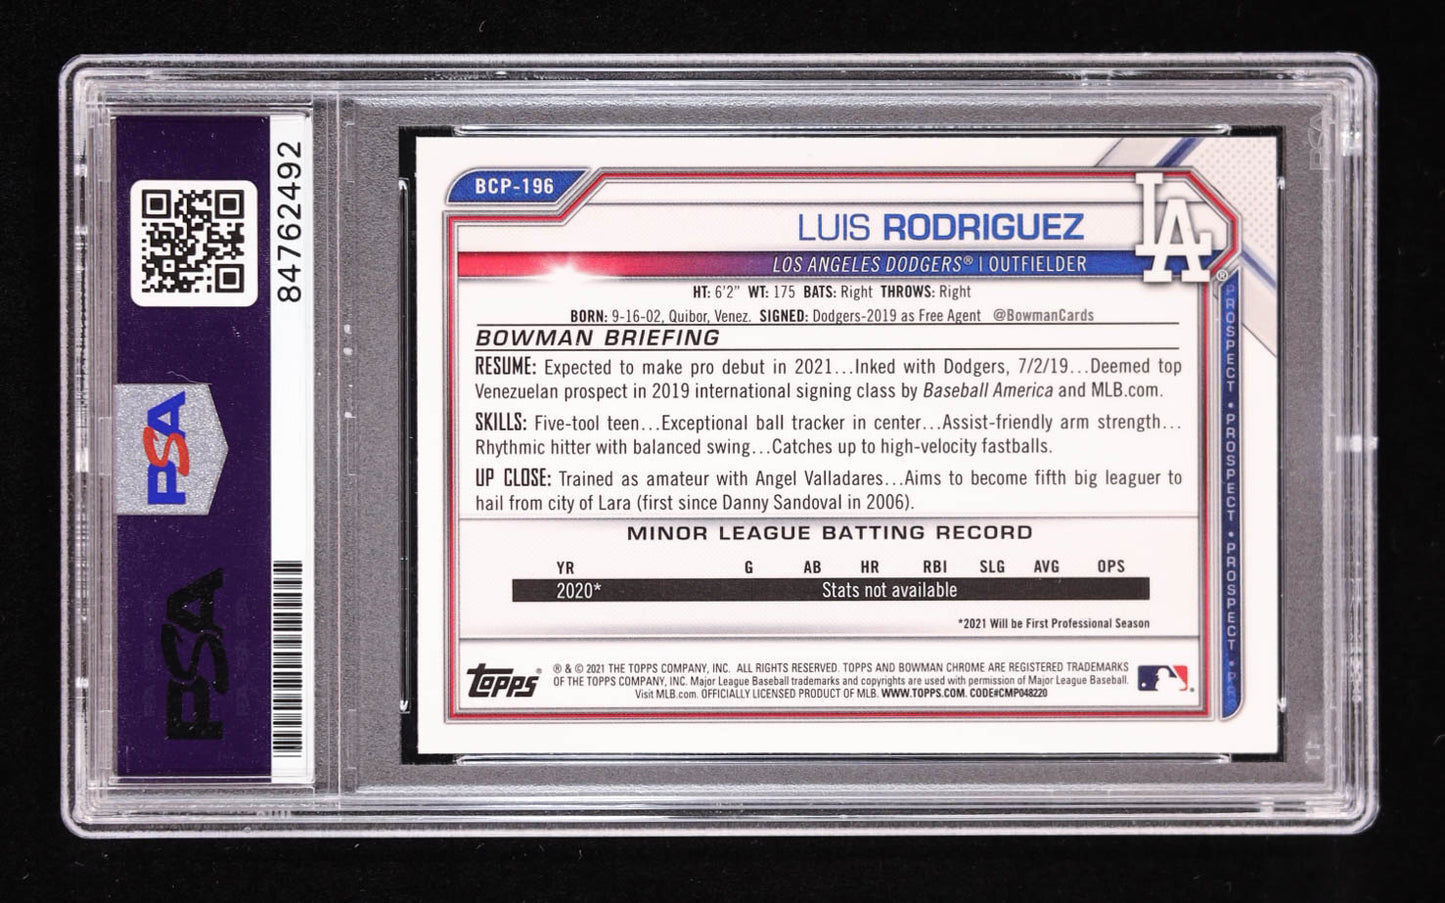 84762492
PSA
PSA
BCP-196
LUIS RODRIGUEZ
LA
®
LOS ANGELES DODGERS® | OUTFIELDER
HT: 6'2" WT: 175 BATS: Right THROWS: Right
BORN: 9-16-02, Quibor, Venez. SIGNED: Dodgers-2019 as Free Agent @BowmanCards
BOWMAN BRIEFING
RESUME: Expected to make pro debut in 2021...Inked with Dodgers, 7/2/19...Deemed top
Venezuelan prospect in 2019 international signing class by Baseball America and MLB.com.
SKILLS: Five-tool teen...Exceptional ball tracker in center...Assist-friendly arm strength...
Rhythmic hitter with balanced swing...Catches up to high-velocity fastballs.
UP CLOSE: Trained as amateur with Angel Valladares...Aims to become fifth big leaguer to
hail from city of Lara (first since Danny Sandoval in 2006).
MINOR LEAGUE BATTING RECORD
YR G AB HR RBI SLG AVG OPS
2020* Stats not available
*2021 Will be First Professional Season
Topps®
® & © 2021 THE TOPPS COMPANY, INC. ALL RIGHTS RESERVED. TOPPS AND BOWMAN CHROME ARE REGISTERED TRADEMARKS
OF THE TOPPS COMPANY, INC. Major League Baseball trademarks and copyrights are used with permission of Major League Baseball.
Visit MLB.com. OFFICIALLY LICENSED PRODUCT OF MLB. WWW.TOPPS.COM. CODE#CMP048220
PROSPECT • PROSPECT • PROSPECT • PR